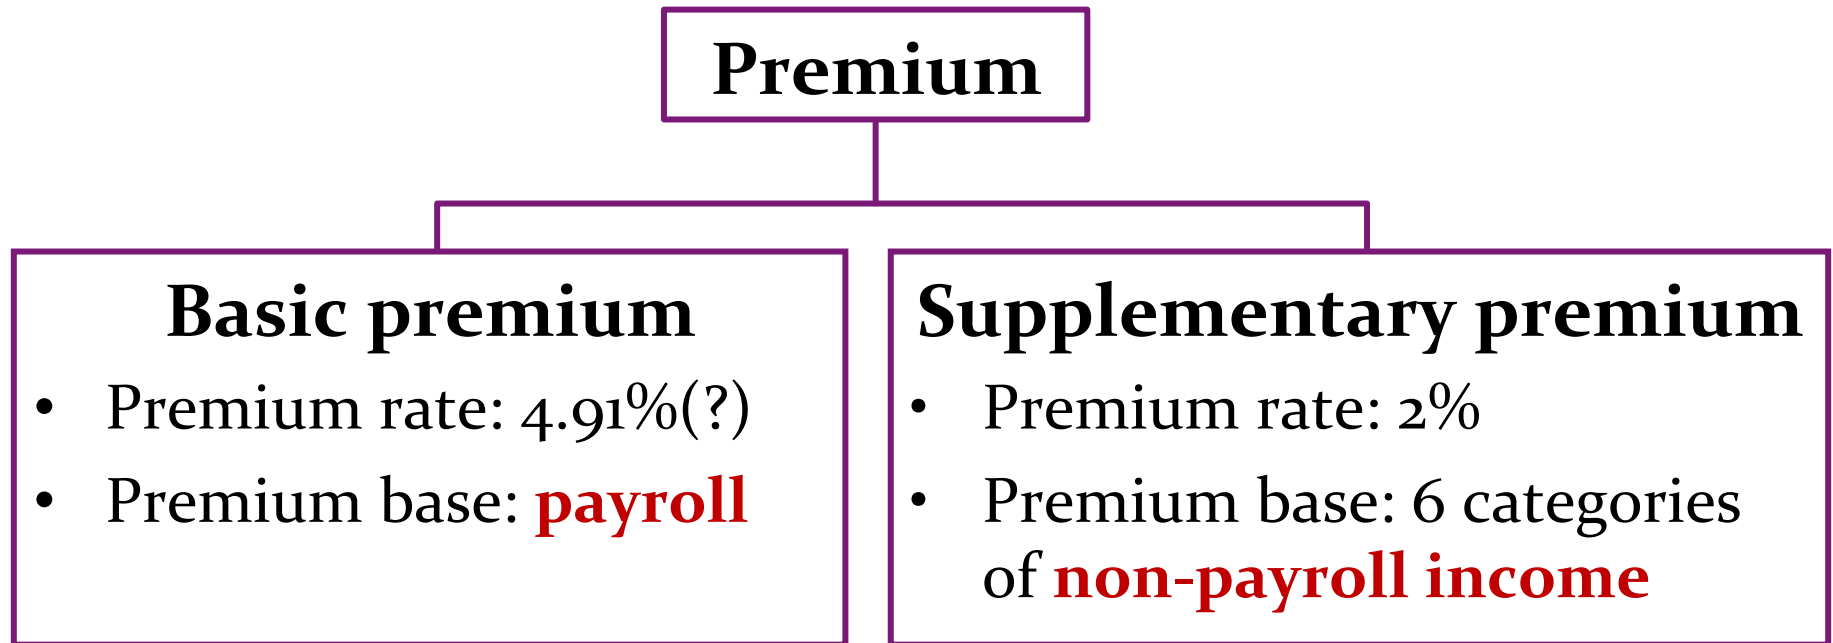 Premium
Basic premium
• Premium rate: 4.91%(?)
• Premium base: payroll
Supplementary premium
• Premium rate: 2%
• Premium base: 6 categories
of non-payroll income